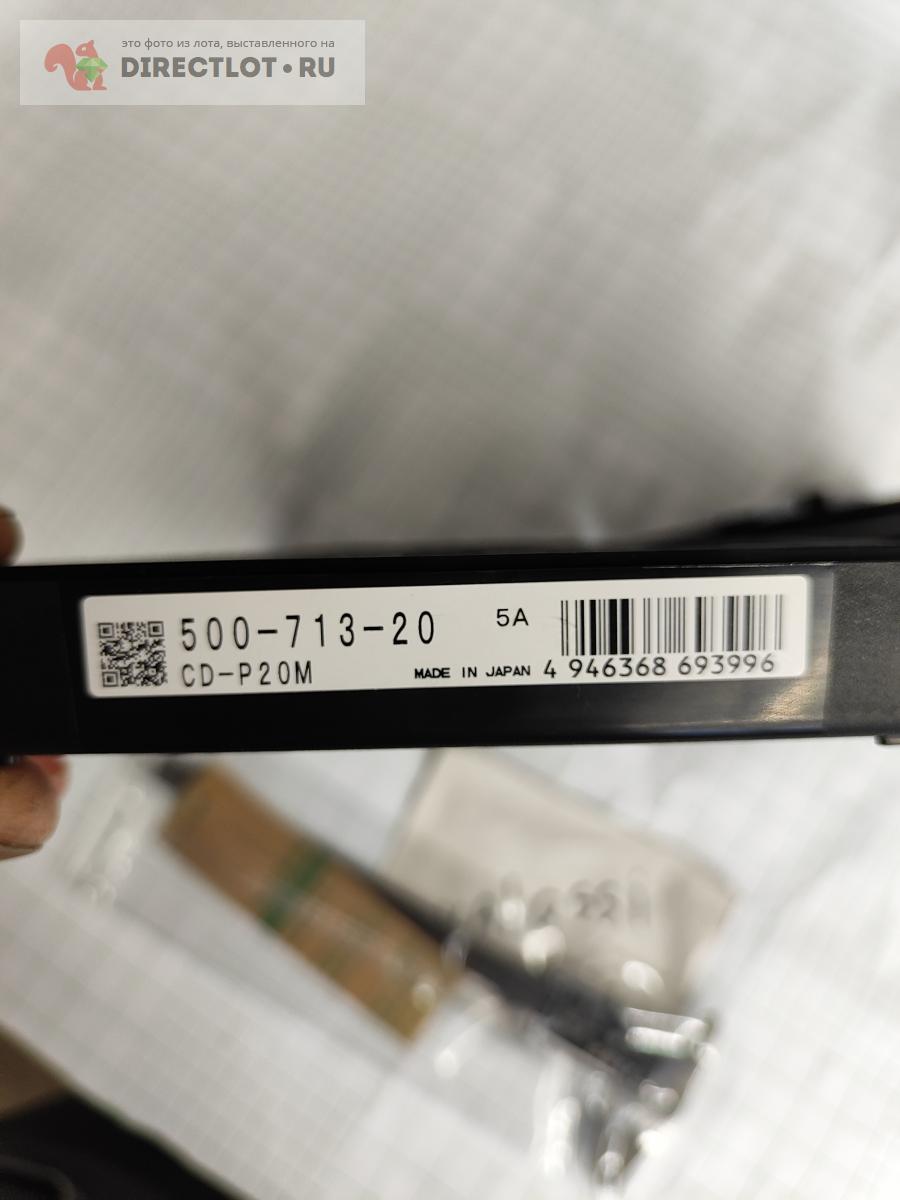 это фото из лота, выставленного на
DIRECTLOT•RU
500-713-20 5A
CD-P20M MADE IN JAPAN 4 946368 693996